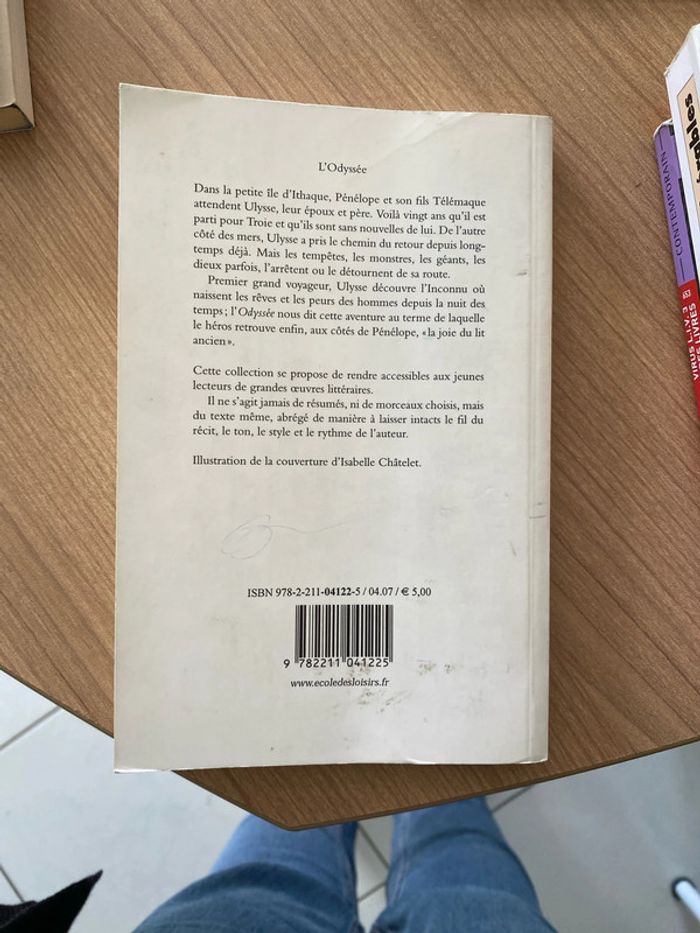 L'Odyssée
Dans la petite île d'Ithaque, Pénélope et son fils Télémaque
attendent Ulysse, leur époux et père. Voilà vingt ans qu'il est
parti pour Troie et qu'ils sont sans nouvelles de lui. De l'autre
côté des mers, Ulysse a pris le chemin du retour depuis long-
temps déjà. Mais les tempêtes, les monstres, les géants, les
dieux parfois, l'arrêtent ou le détournent de sa route.
Premier grand voyageur, Ulysse découvre l'Inconnu où
naissent les rêves et les peurs des hommes depuis la nuit des
temps ; l'Odyssée nous dit cette aventure au terme de laquelle
le héros retrouve enfin, aux côtés de Pénélope, « la joie du lit
ancien ».
Cette collection se propose de rendre accessibles aux jeunes
lecteurs de grandes œuvres littéraires.
Il ne s'agit jamais de résumés, ni de morceaux choisis, mais
du texte même, abrégé de manière à laisser intacts le fil du
récit, le ton, le style et le rythme de l'auteur.
Illustration de la couverture d'Isabelle Châtelet.
ISBN 978-2-211-04122-5 / 04.07 / € 5,00
9 782211 041225
www.ecoledesloisirs.fr
CONTEMPORAIN
VIRUS L.I.V. 3
LIVRES